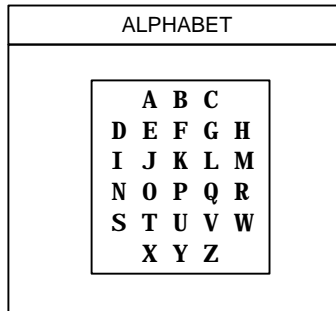 ALPHABET
A B C
D E F G H
I J K L M
N O P Q R
S T U V W
X Y Z